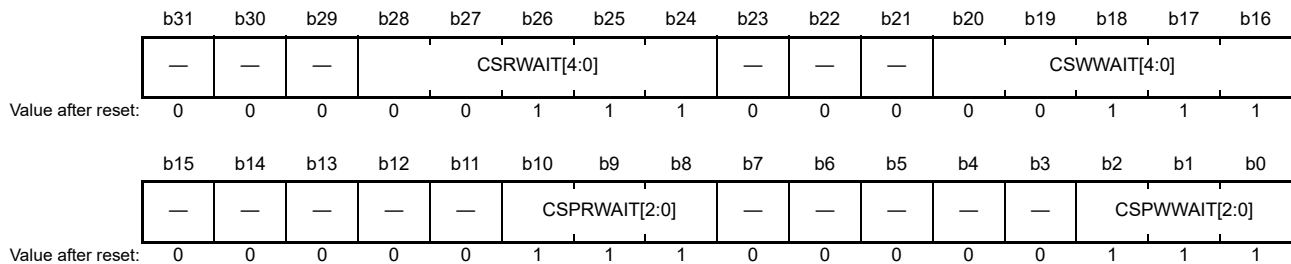 b31 b30 b29 b28 b27 b26 b25 b24 b23 b22 b21 b20 b19 b18 b17 b16
— — — CSRWAIT[4:0] — — — CSWWAIT[4:0]
Value after reset: 0 0 0 0 0 1 1 1 0 0 0 0 0 1 1 1
b15 b14 b13 b12 b11 b10 b9 b8 b7 b6 b5 b4 b3 b2 b1 b0
— — — — — CSPRWAIT[2:0] — — — — — CSPWWAIT[2:0]
Value after reset: 0 0 0 0 0 1 1 1 0 0 0 0 0 1 1 1